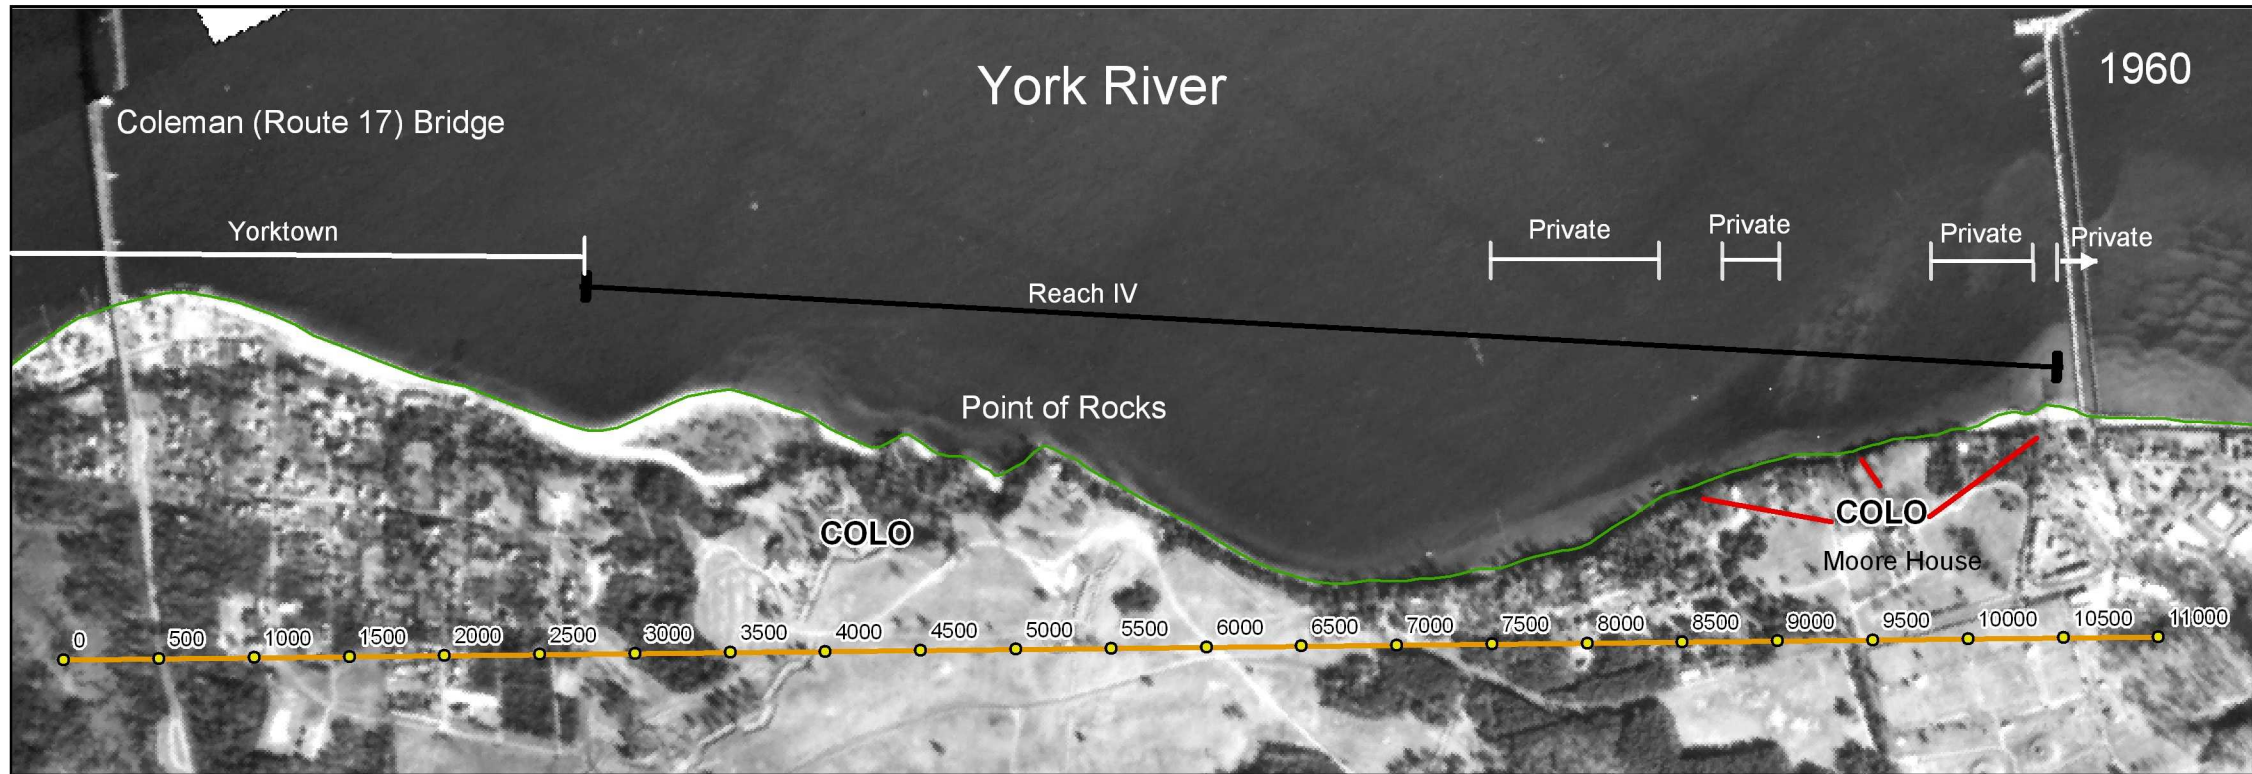 York River
1960
Coleman (Route 17) Bridge
Yorktown
Private
Private
Private
Private
Reach IV
Point of Rocks
COLO
COLO
Moore House
0 500 1000 1500 2000 2500 3000 3500 4000 4500 5000 5500 6000 6500 7000 7500 8000 8500 9000 9500 10000 10500 11000